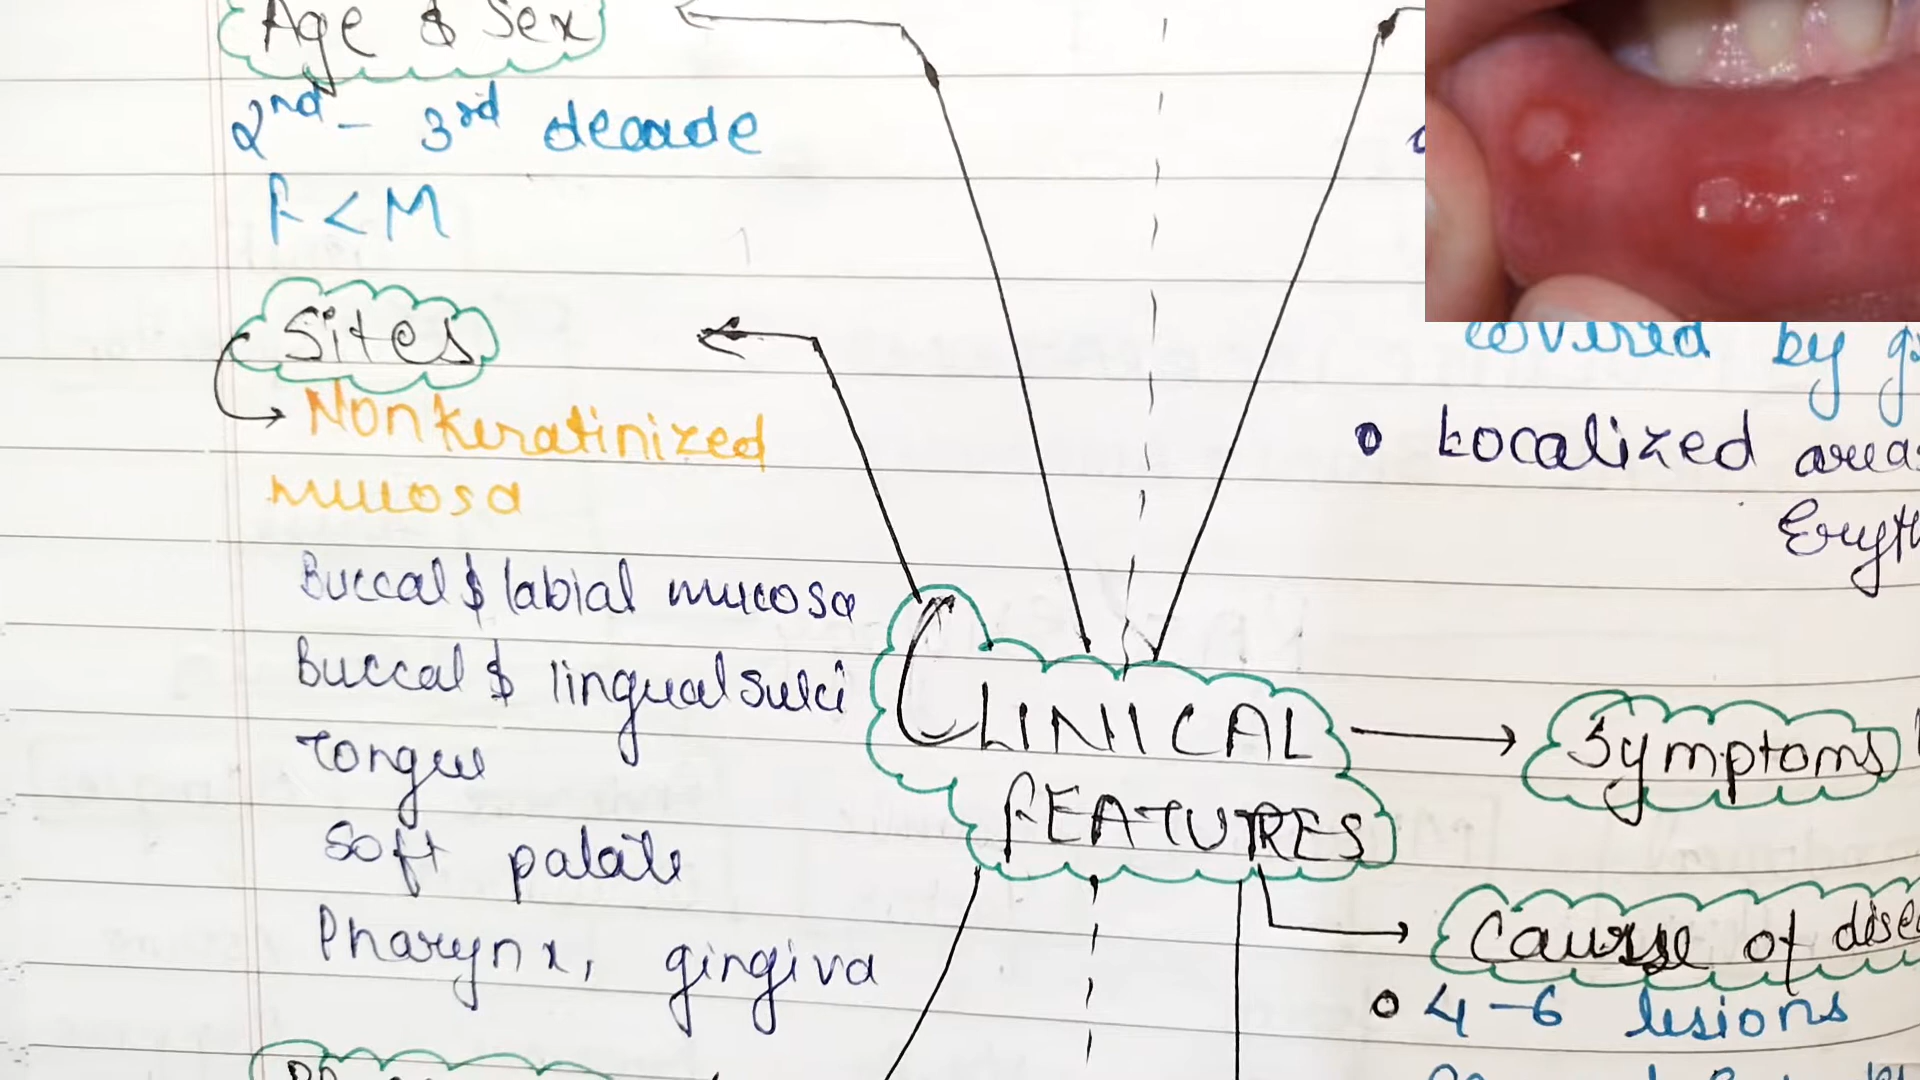 Age & Sex
2nd - 3rd decade
F < M
Sites
Nonkeratinized
mucosa
Buccal & labial mucosa
Buccal & lingual sulci
Tongue
Soft palate
Pharynx, gingiva
CLINICAL
FEATURES
covered by
Localized
Symptoms
Course of
4-6 lesions